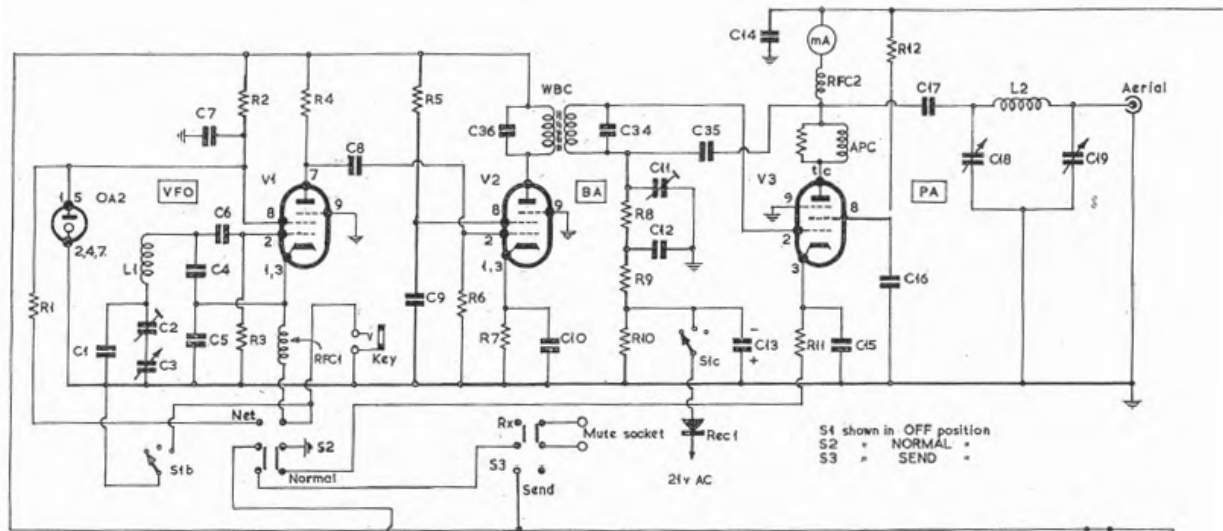 C14
mA
R12
R2
R4
R5
WBC
RFC2
C17
L2
Aerial
C7
C36
C34
C35
C8
APC
C18
C19
V1
7
V2
BA
C11
t c
V3
PA
1 5
OA2
VFO
9
8
2
C6
8
2
9
R8
9
8
2
2,4,7.
L1
C4
1,3
1,3
C12
3
R1
C9
R6
R9
C16
C2
C5
R3
RFC1
Key
R7
C10
R10
S1c
-
C13
+
R11
C15
C1
C3
Net
Rx
Mute socket
Rec1
S1b
S2
Normal
S3
Send
21v AC
S1 shown in OFF position
S2 " NORMAL "
S3 " SEND "